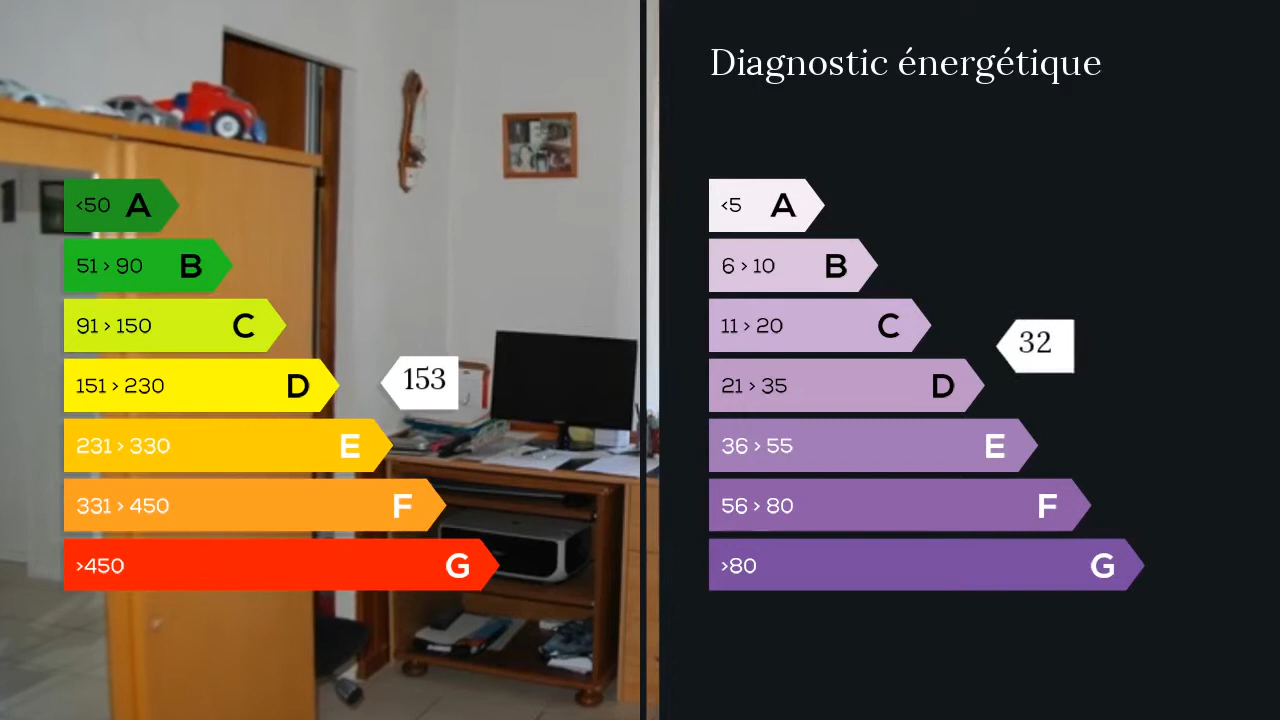 Diagnostic énergétique
<50 A
51 > 90 B
91 > 150 C
151 > 230 D
153
231 > 330 E
331 > 450 F
>450 G
<5 A
6 > 10 B
11 > 20 C
32
21 > 35 D
36 > 55 E
56 > 80 F
>80 G